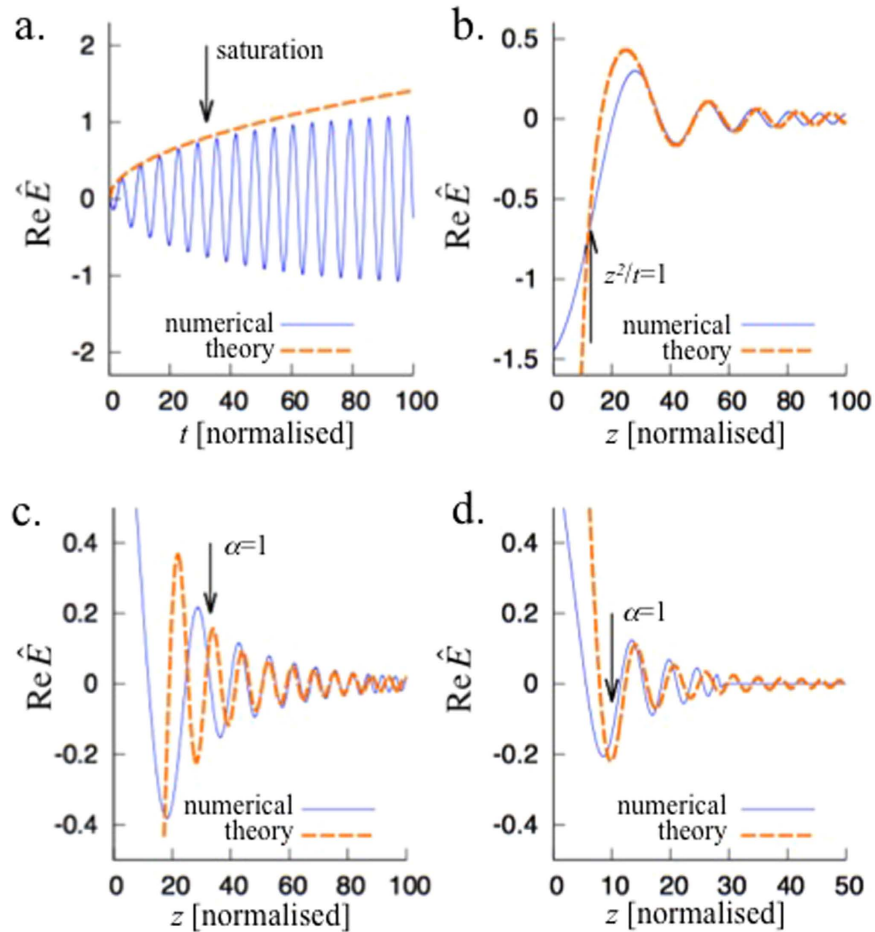 a.
2
1
0
-1
-2
Re Ê
saturation
numerical
theory
0 20 40 60 80 100
t [normalised]
b.
0.5
0
-0.5
-1
-1.5
Re Ê
z²/t=1
numerical
theory
0 20 40 60 80 100
z [normalised]
c.
0.4
0.2
0
-0.2
-0.4
Re Ê
α=1
numerical
theory
0 20 40 60 80 100
z [normalised]
d.
0.4
0.2
0
-0.2
-0.4
Re Ê
α=1
numerical
theory
0 10 20 30 40 50
z [normalised]